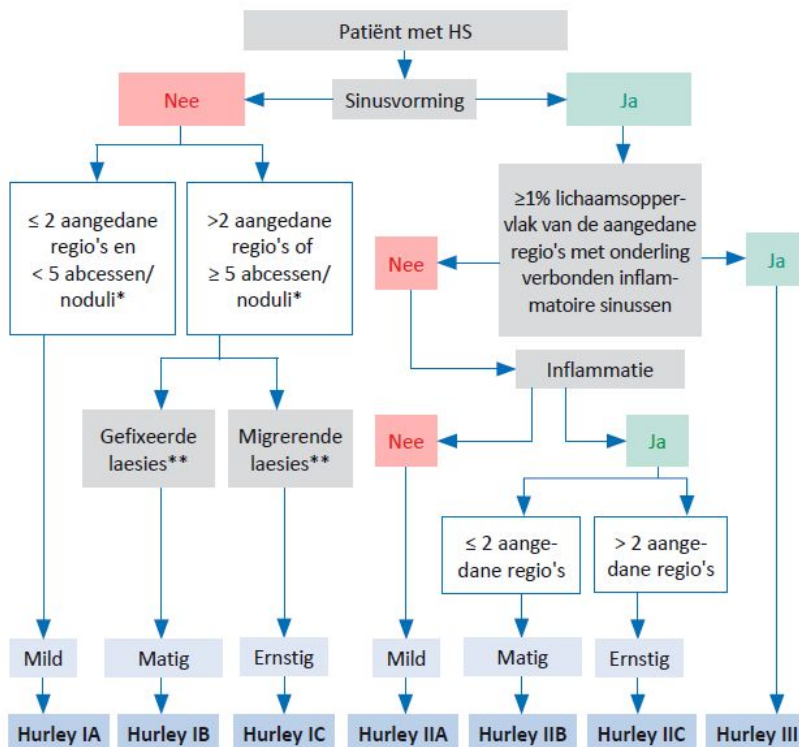 Patiënt met HS
Nee
Sinusvorming
Ja
≤ 2 aangedane
regio's en
< 5 abcessen/
noduli*
>2 aangedane
regio's of
≥ 5 abcessen/
noduli*
≥1% lichaamsopper-
vlak van de aangedane
regio's met onderling
verbonden inflam-
matoire sinussen
Nee
Ja
Inflammatie
Gefixeerde
laesies**
Migrerende
laesies**
Nee
Ja
≤ 2 aange-
dane regio's
> 2 aange-
dane regio's
Mild
Matig
Ernstig
Mild
Matig
Ernstig
Hurley IA
Hurley IB
Hurley IC
Hurley IIA
Hurley IIB
Hurley IIC
Hurley III